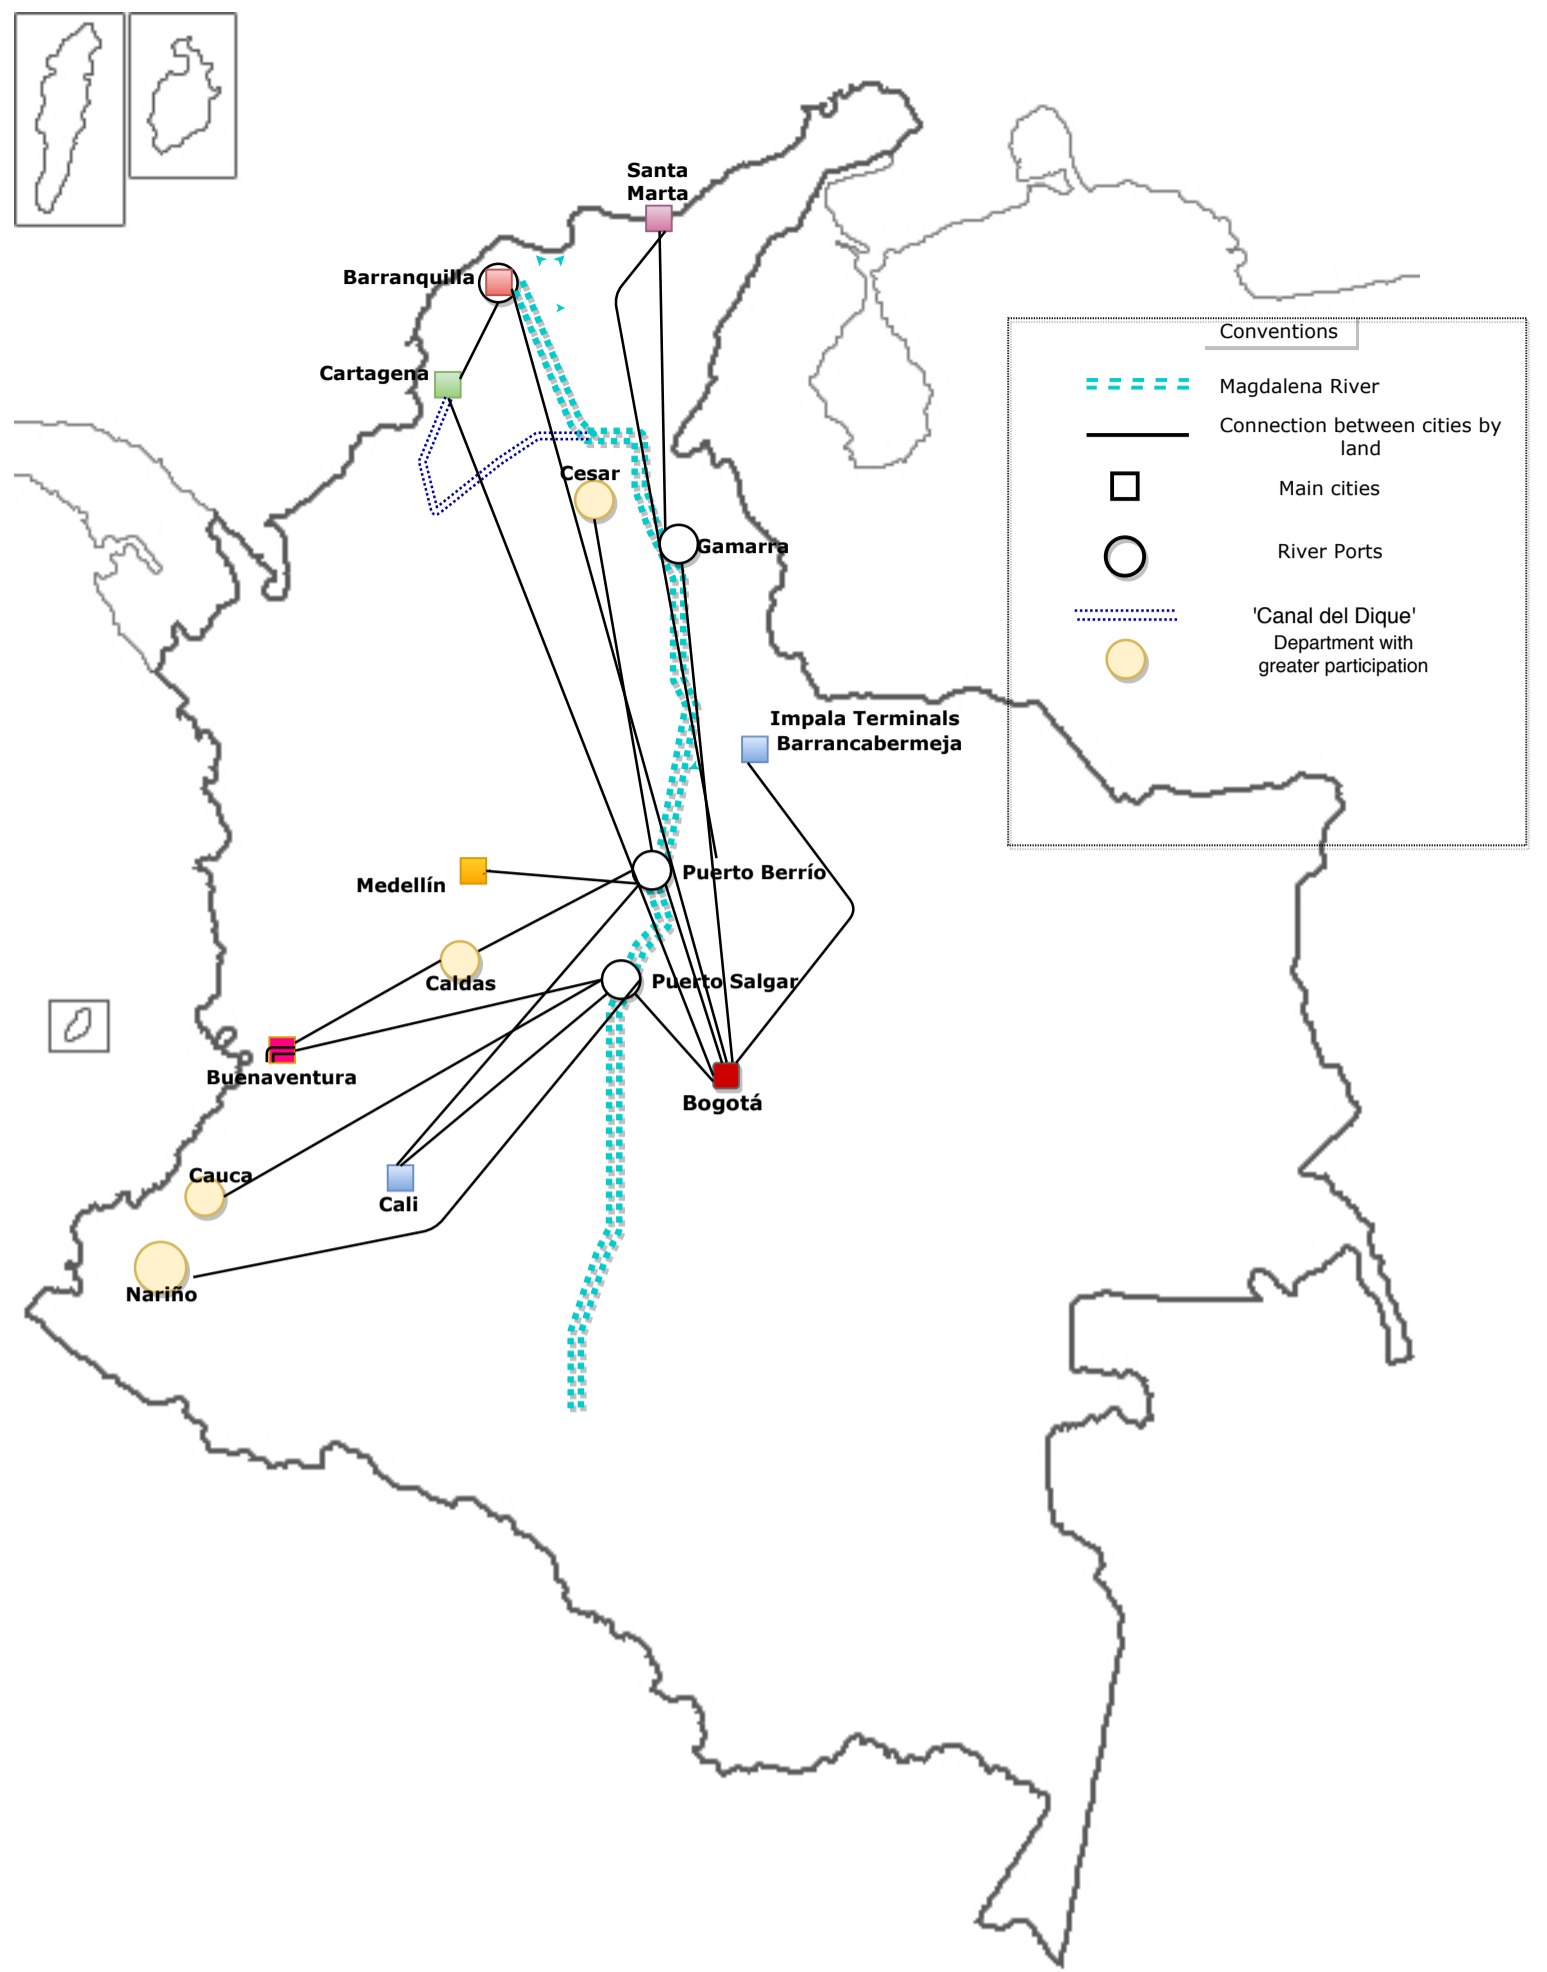 Santa
Marta
Barranquilla
Cartagena
Cesar
Gamarra
Impala Terminals
Barrancabermeja
Medellín
Puerto Berrío
Caldas
Puerto Salgar
Buenaventura
Bogotá
Cauca
Cali
Nariño
Conventions
Magdalena River
Connection between cities by
land
Main cities
River Ports
'Canal del Dique'
Department with
greater participation